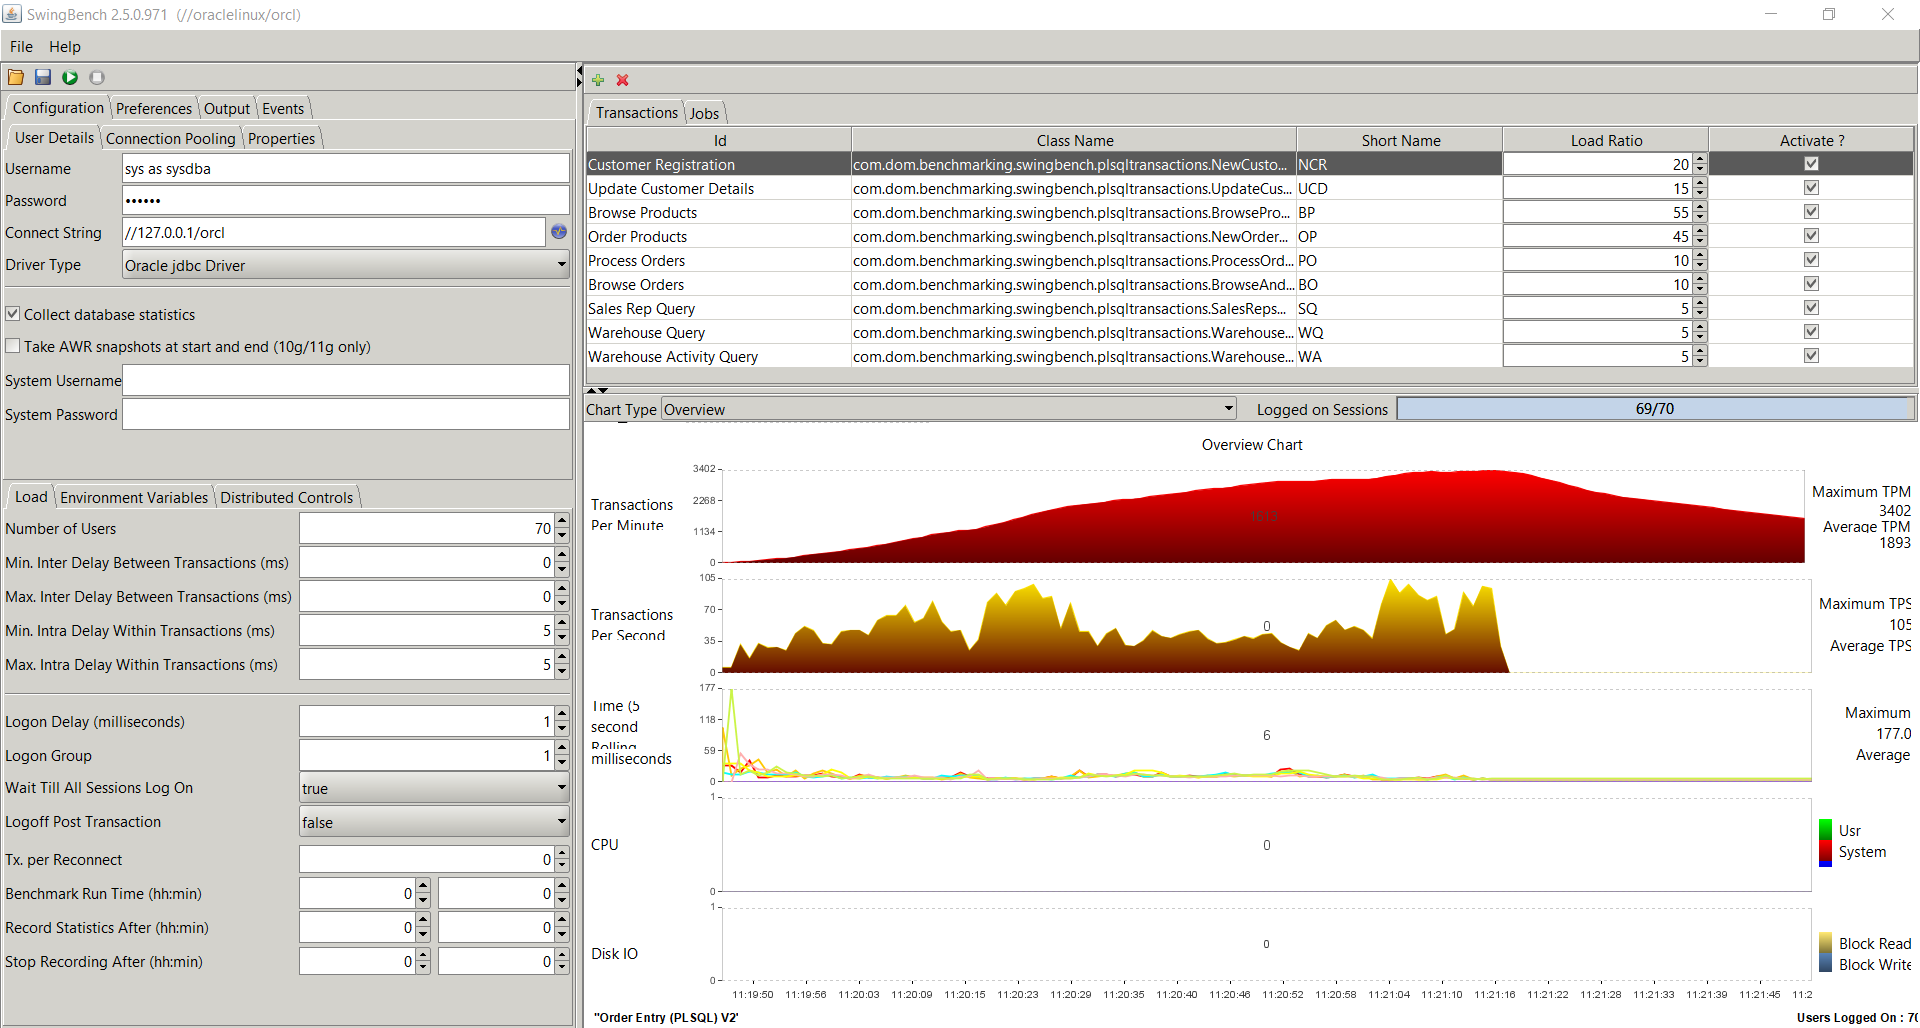 SwingBench 2.5.0.971 (//oraclelinux/orcl)
File Help
Configuration Preferences Output Events
User Details Connection Pooling Properties
Username sys as sysdba
Password ••••••
Connect String //127.0.0.1/orcl
Driver Type Oracle jdbc Driver
Collect database statistics
Take AWR snapshots at start and end (10g/11g only)
System Username
System Password
Load Environment Variables Distributed Controls
Number of Users 70
Min. Inter Delay Between Transactions (ms) 0
Max. Inter Delay Between Transactions (ms) 0
Min. Intra Delay Within Transactions (ms) 5
Max. Intra Delay Within Transactions (ms) 5
Logon Delay (milliseconds) 1
Logon Group 1
Wait Till All Sessions Log On true
Logoff Post Transaction false
Tx. per Reconnect 0
Benchmark Run Time (hh:min) 0 0
Record Statistics After (hh:min) 0 0
Stop Recording After (hh:min) 0 0
Transactions Jobs
Id Class Name Short Name Load Ratio Activate ?
Customer Registration com.dom.benchmarking.swingbench.plsqltransactions.NewCusto... NCR 20
Update Customer Details com.dom.benchmarking.swingbench.plsqltransactions.UpdateCus... UCD 15
Browse Products com.dom.benchmarking.swingbench.plsqltransactions.BrowsePro... BP 55
Order Products com.dom.benchmarking.swingbench.plsqltransactions.NewOrder... OP 45
Process Orders com.dom.benchmarking.swingbench.plsqltransactions.ProcessOrd... PO 10
Browse Orders com.dom.benchmarking.swingbench.plsqltransactions.BrowseAnd... BO 10
Sales Rep Query com.dom.benchmarking.swingbench.plsqltransactions.SalesReps... SQ 5
Warehouse Query com.dom.benchmarking.swingbench.plsqltransactions.Warehouse... WQ 5
Warehouse Activity Query com.dom.benchmarking.swingbench.plsqltransactions.Warehouse... WA 5
Chart Type Overview Logged on Sessions 69/70
Overview Chart
Transactions
Per Minute
3402
2268
1134
0
Maximum TPM
3402
Average TPM
1893
Transactions
Per Second
105
70
35
0
0
Maximum TPS
105
Average TPS
Time (5
second
Rolling
milliseconds
177
118
59
0
6
Maximum
177.0
Average
CPU
1
0
0
Usr
System
Disk IO
1
0
0
Block Read
Block Write
11:19:50 11:19:56 11:20:03 11:20:09 11:20:15 11:20:23 11:20:29 11:20:35 11:20:40 11:20:46 11:20:52 11:20:58 11:21:04 11:21:10 11:21:16 11:21:22 11:21:28 11:21:33 11:21:39 11:21:45 11:2
"Order Entry (PLSQL) V2"
Users Logged On : 70